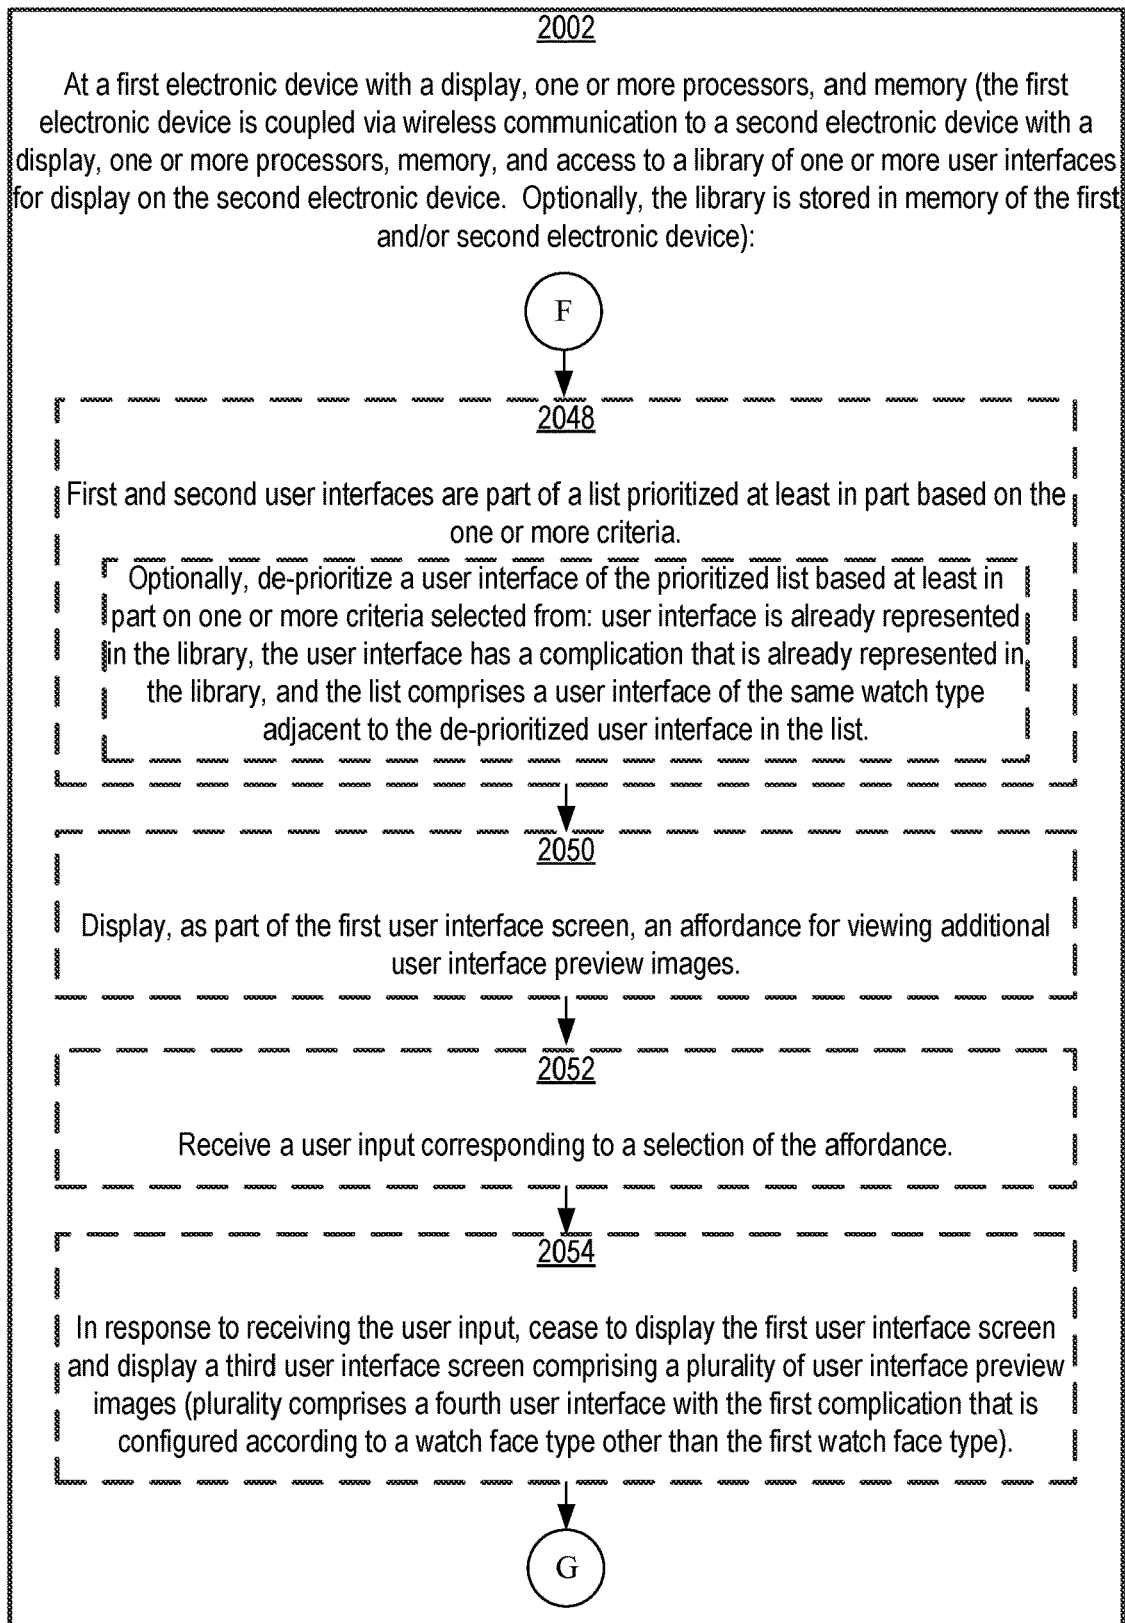 2002
At a first electronic device with a display, one or more processors, and memory (the first
electronic device is coupled via wireless communication to a second electronic device with a
display, one or more processors, memory, and access to a library of one or more user interfaces
for display on the second electronic device. Optionally, the library is stored in memory of the first
and/or second electronic device):
F
2048
First and second user interfaces are part of a list prioritized at least in part based on the
one or more criteria.
Optionally, de-prioritize a user interface of the prioritized list based at least in
part on one or more criteria selected from: user interface is already represented
in the library, the user interface has a complication that is already represented in
the library, and the list comprises a user interface of the same watch type
adjacent to the de-prioritized user interface in the list.
2050
Display, as part of the first user interface screen, an affordance for viewing additional
user interface preview images.
2052
Receive a user input corresponding to a selection of the affordance.
2054
In response to receiving the user input, cease to display the first user interface screen
and display a third user interface screen comprising a plurality of user interface preview
images (plurality comprises a fourth user interface with the first complication that is
configured according to a watch face type other than the first watch face type).
G